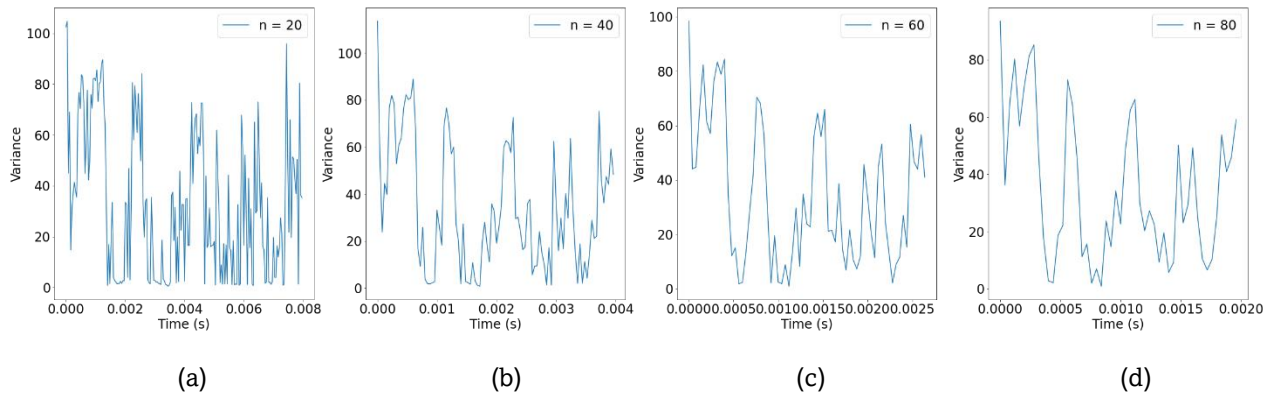 n = 20
100
80
60
40
20
0
Variance
0.000
0.002
0.004
0.006
0.008
Time (s)
(a)
n = 40
100
80
60
40
20
0
Variance
0.000
0.001
0.002
0.003
0.004
Time (s)
(b)
n = 60
100
80
60
40
20
0
Variance
0.00000.00050.00100.00150.00200.0025
Time (s)
(c)
n = 80
80
60
40
20
0
Variance
0.0000
0.0005
0.0010
0.0015
0.0020
Time (s)
(d)